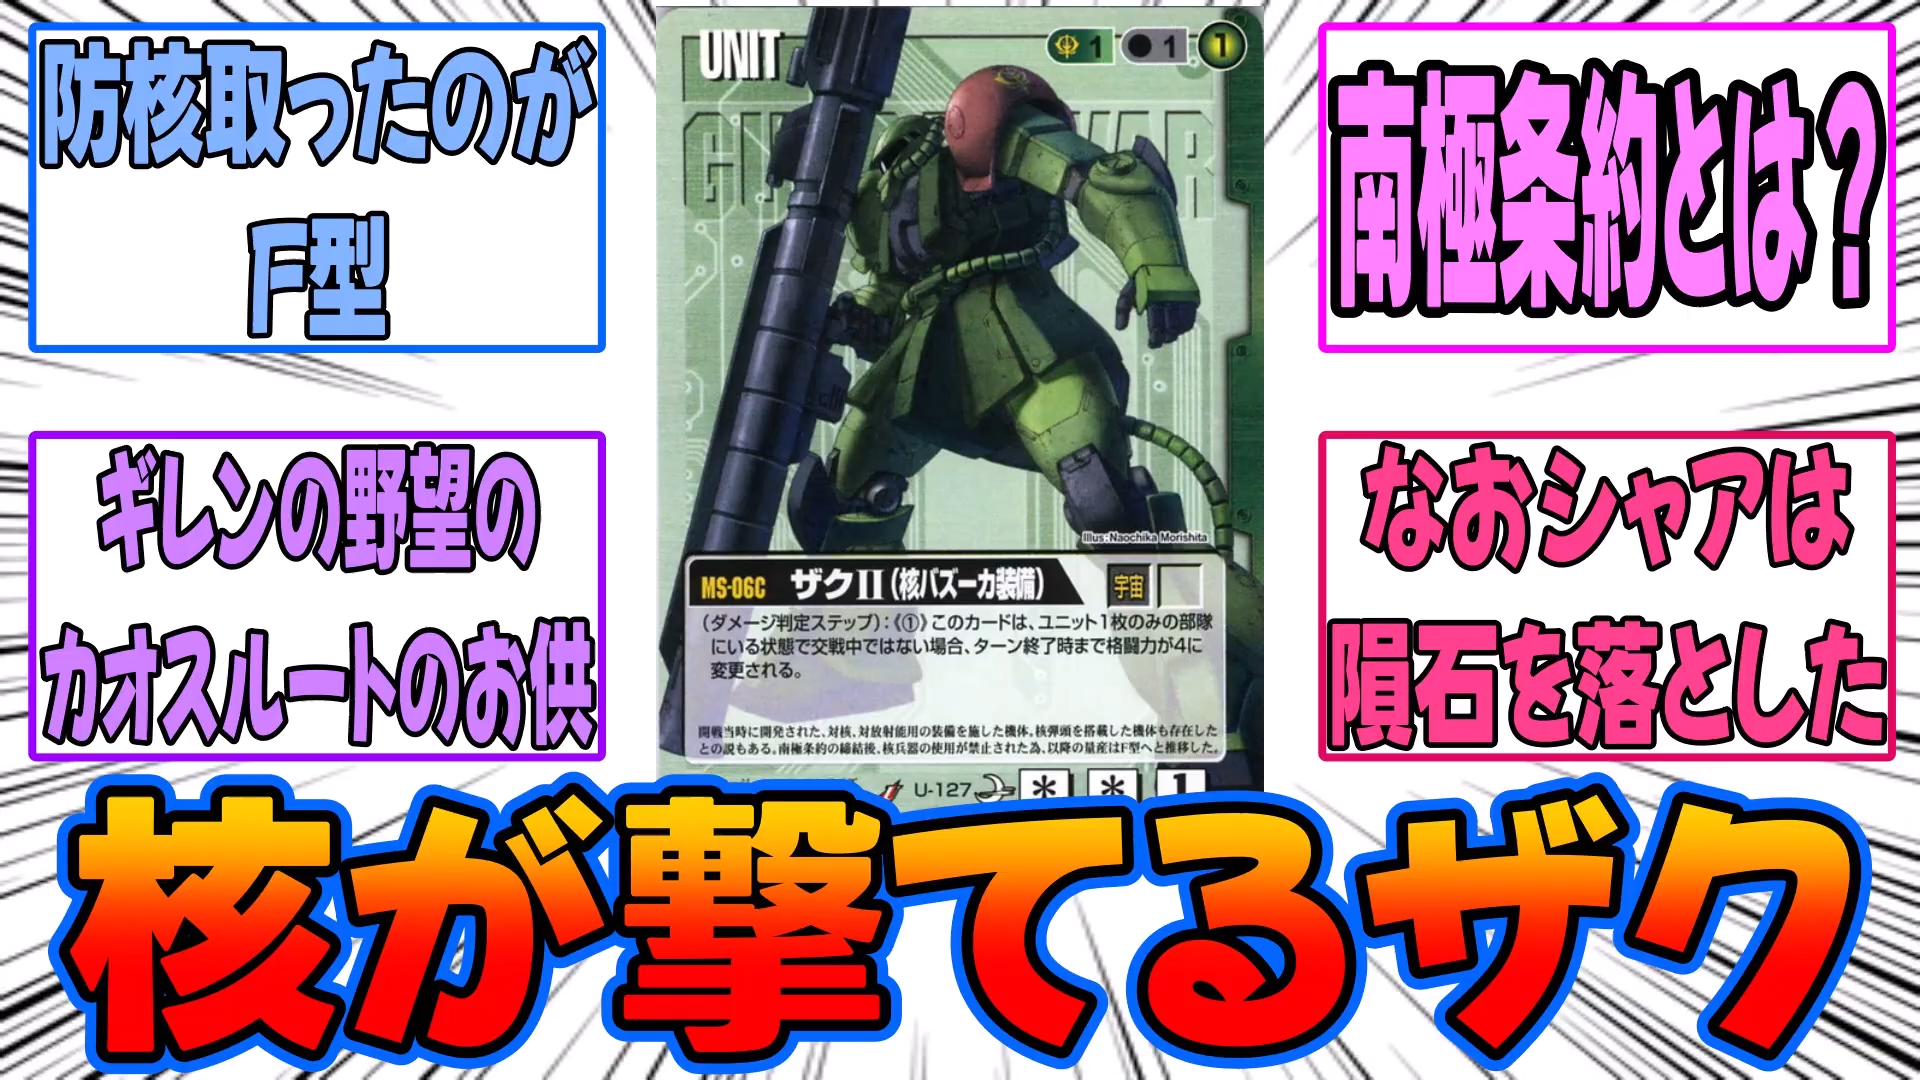 防核取ったのが
F型
ギレンの野望の
カオスルートのお供
UNIT
1
1
1
GUNDAM WAR
Illus:Naochika Morishita
MS-06C ザクⅡ(核バズーカ装備)
宇宙
(ダメージ判定ステップ):《①》このカードは、ユニット1枚のみの部隊
にいる状態で交戦中ではない場合、ターン終了時まで格闘力が4に
変更される。
開戦当時に開発された、対核、対放射能用の装備を施した機体。核弾頭を搭載した機体も存在した
との説もある。南極条約の締結後、核兵器の使用が禁止された為、以降の量産はF型へと推移した。
U-127
* * 1
南極条約とは?
なおシャアは
隕石を落とした
核が撃てるザク